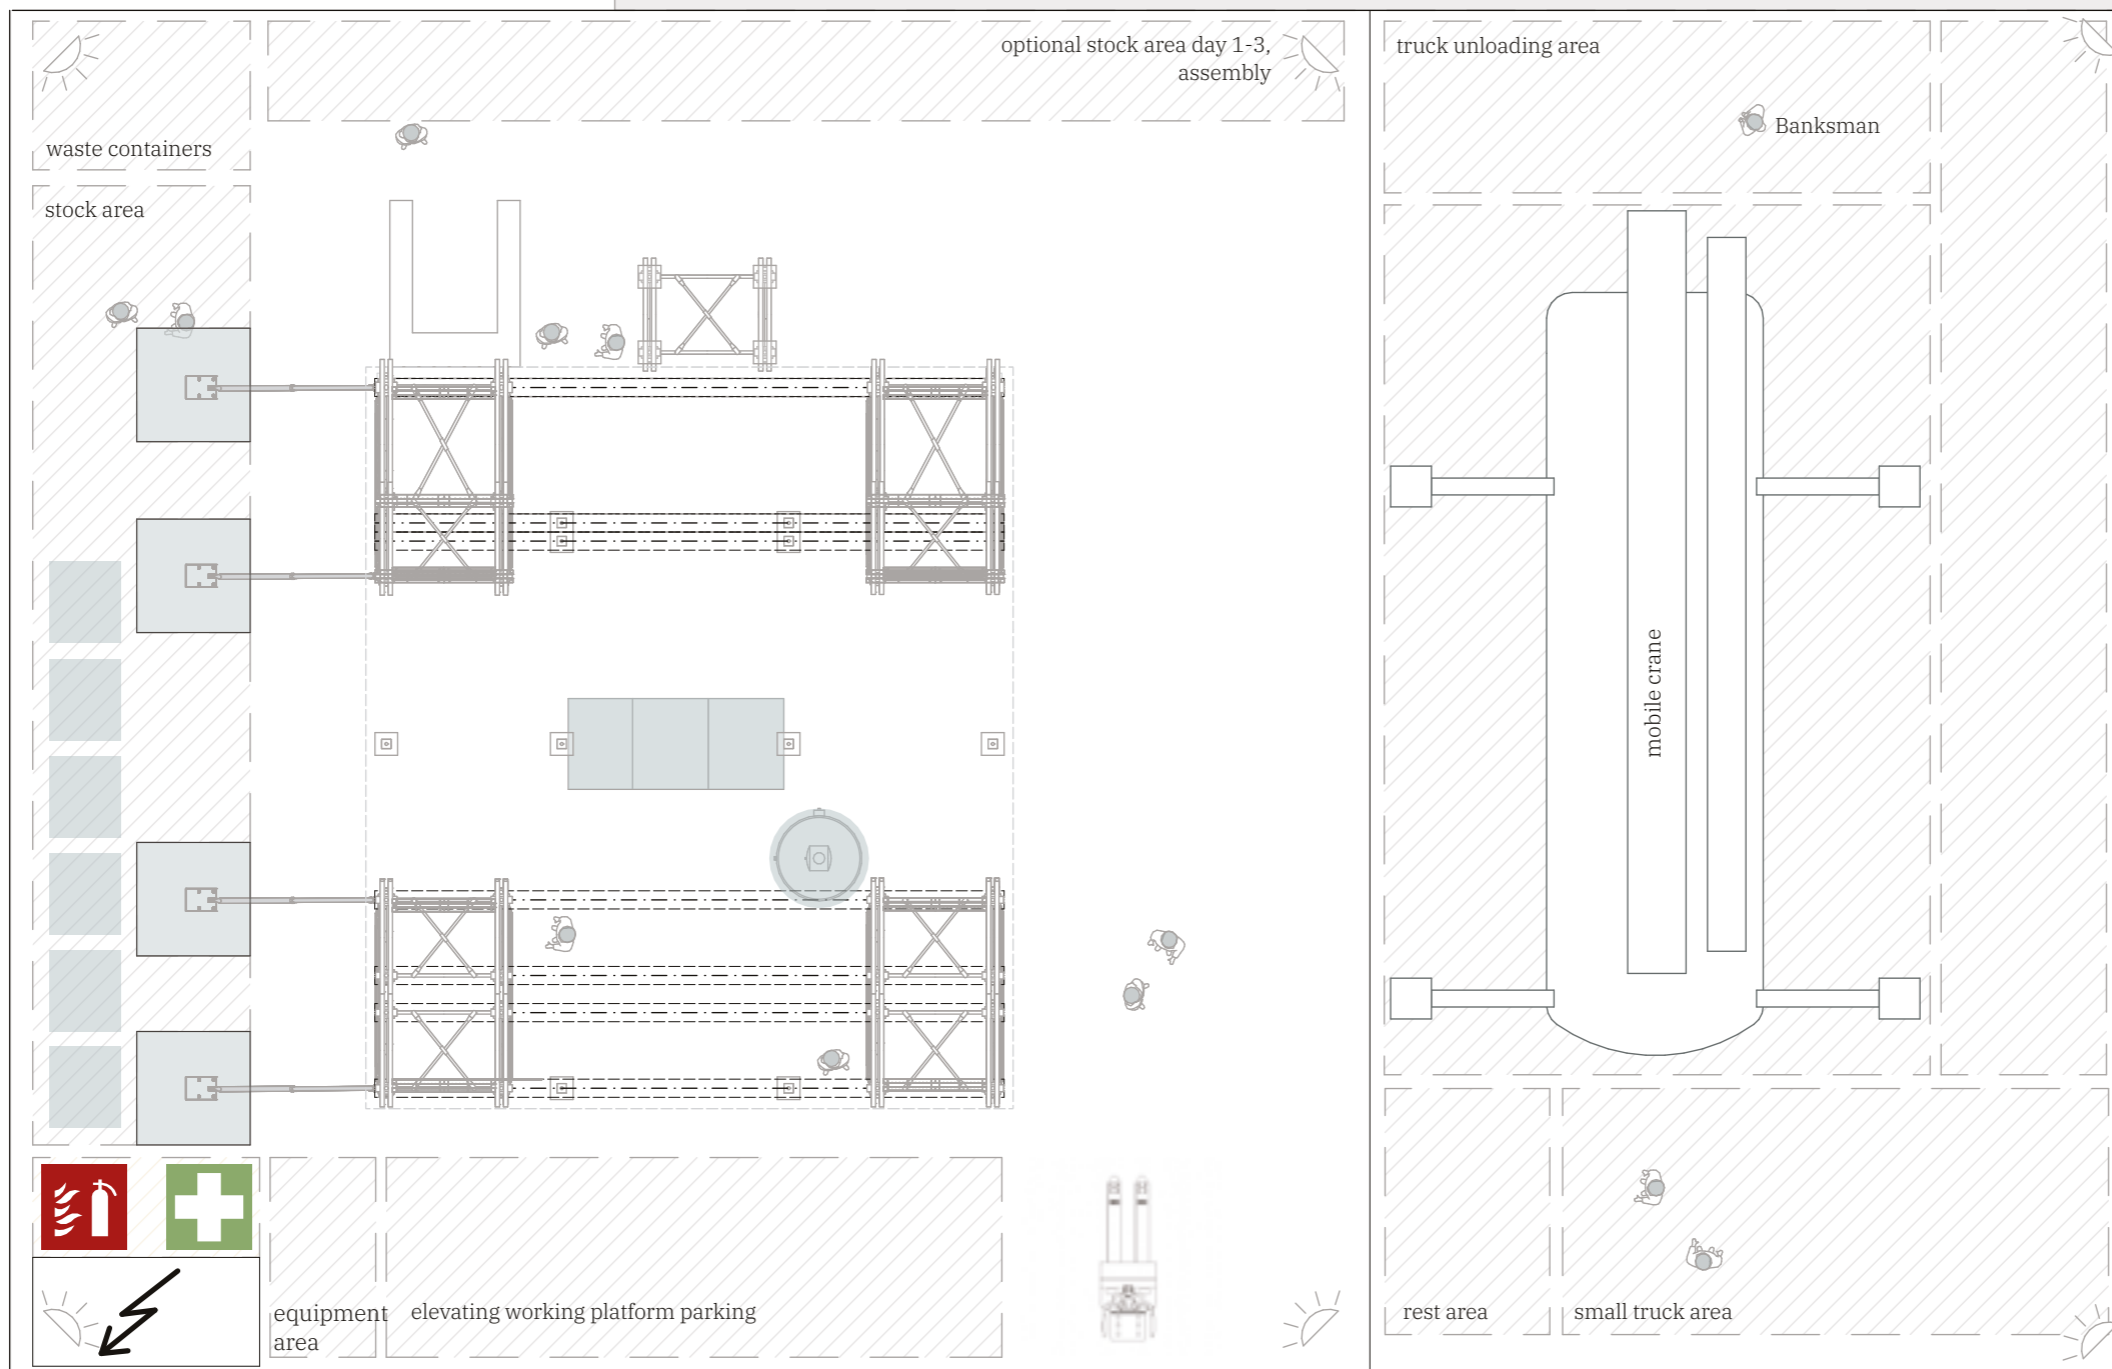 optional stock area day 1-3,
assembly
truck unloading area
Banksman
waste containers
stock area
mobile crane
equipment
area
elevating working platform parking
rest area
small truck area